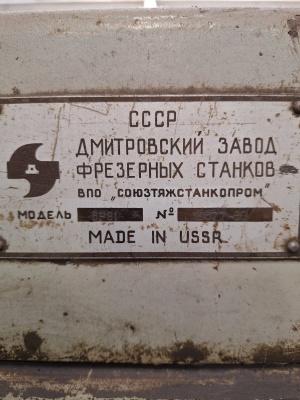 СССР
ДМИТРОВСКИЙ ЗАВОД
ФРЕЗЕРНЫХ СТАНКОВ
ВПО „СОЮЗТЯЖСТАНКОПРОМ"
МОДЕЛЬ №
MADE IN USSR